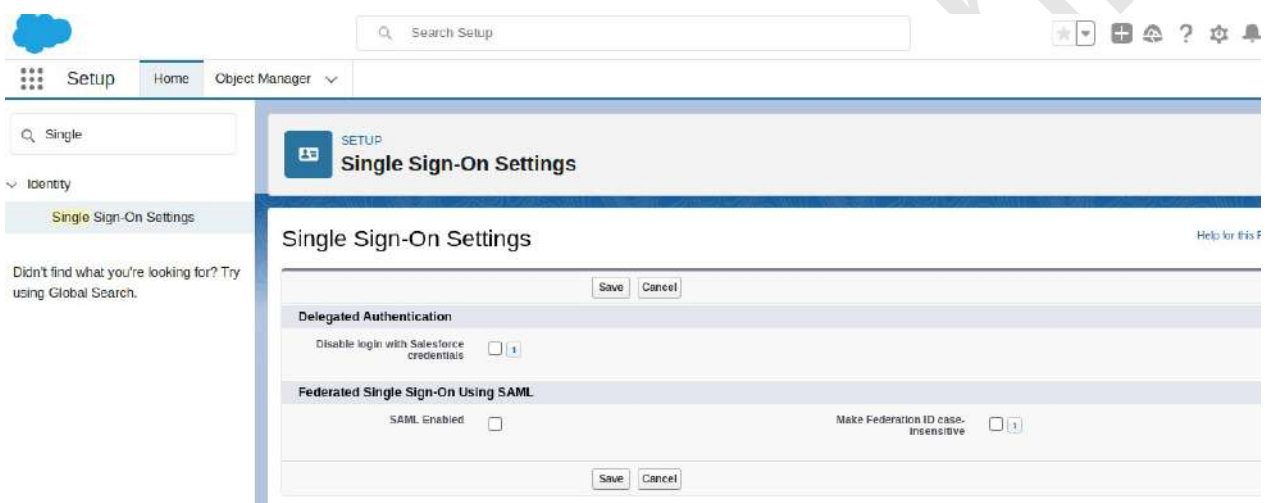 Search Setup
Setup Home Object Manager
Single
SETUP
Single Sign-On Settings
Identity
Single Sign-On Settings
Single Sign-On Settings
Help for this
Didn't find what you're looking for? Try
using Global Search.
Save Cancel
Delegated Authentication
Disable login with Salesforce
credentials
Federated Single Sign-On Using SAML
SAML Enabled
Make Federation ID case-
insensitive
Save Cancel